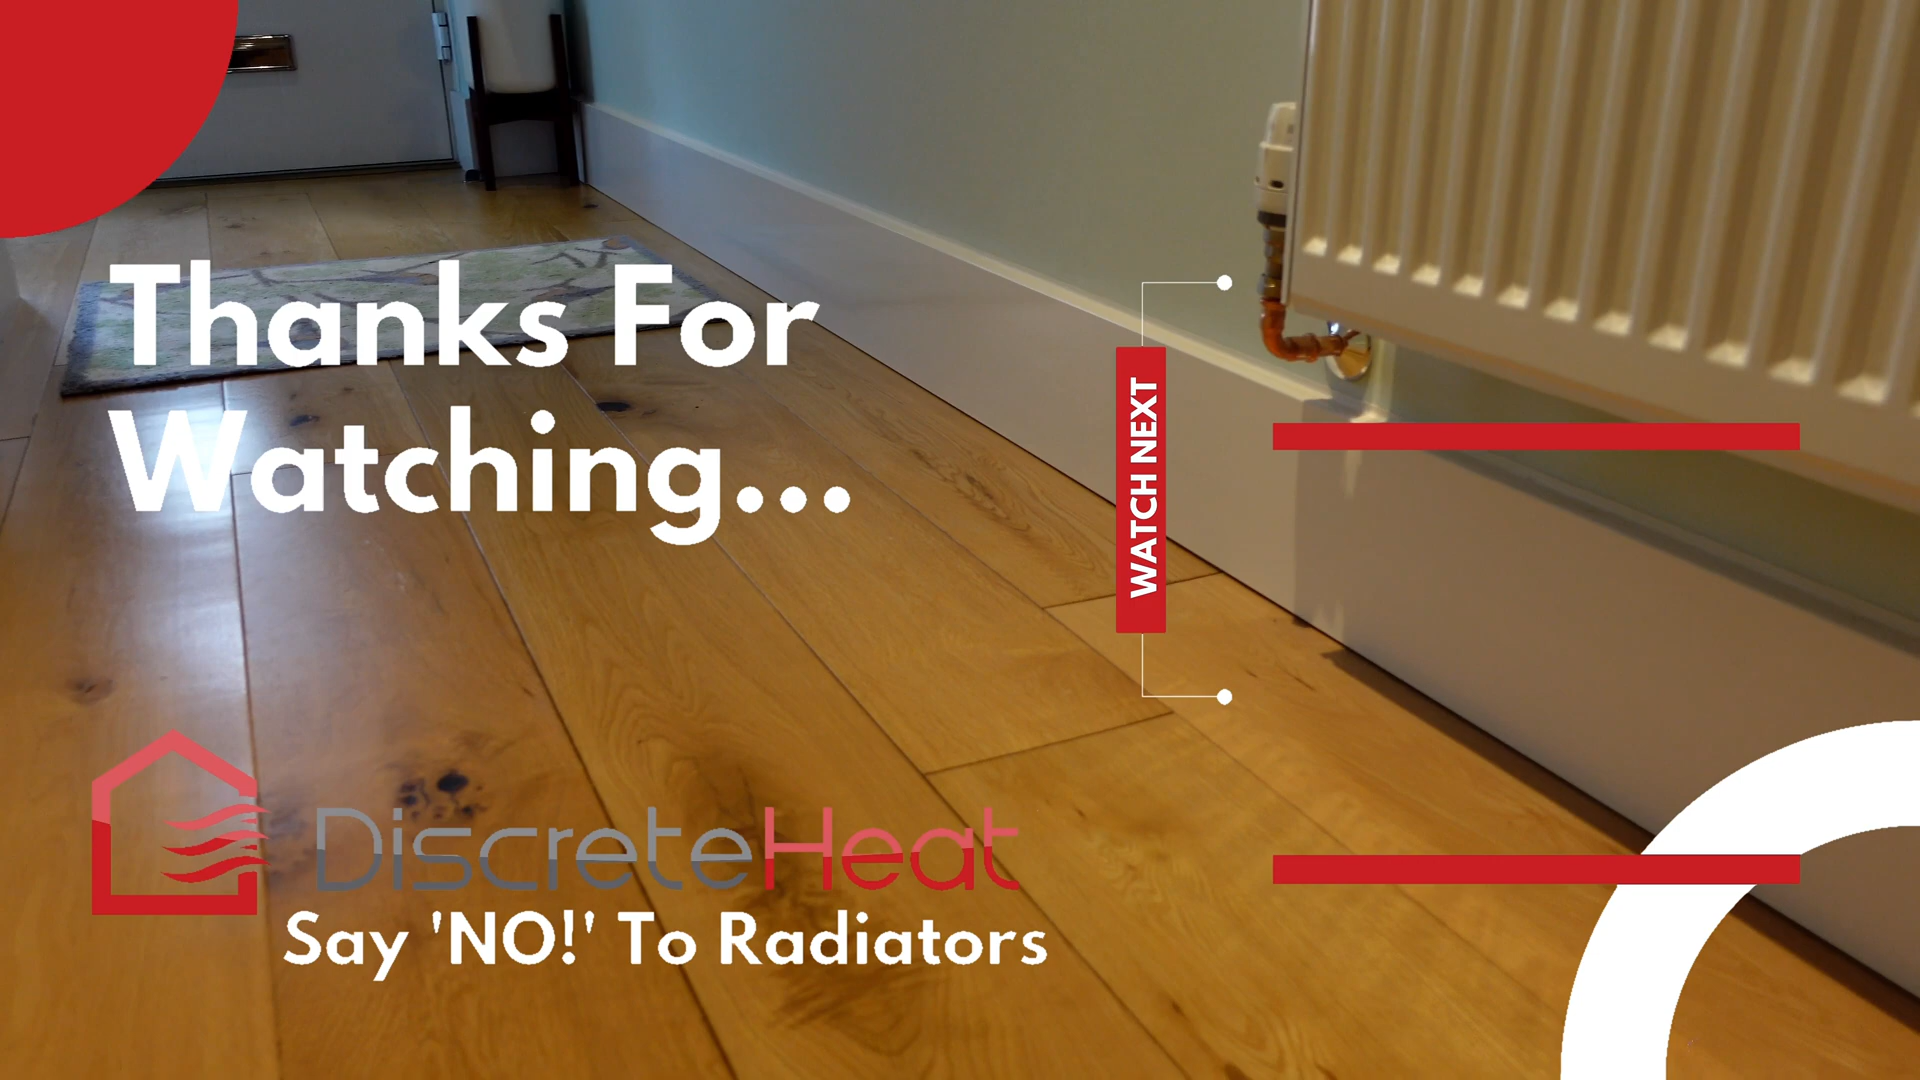 Thanks For
Watching...
WATCH NEXT
DiscreteHeat
Say 'NO!' To Radiators